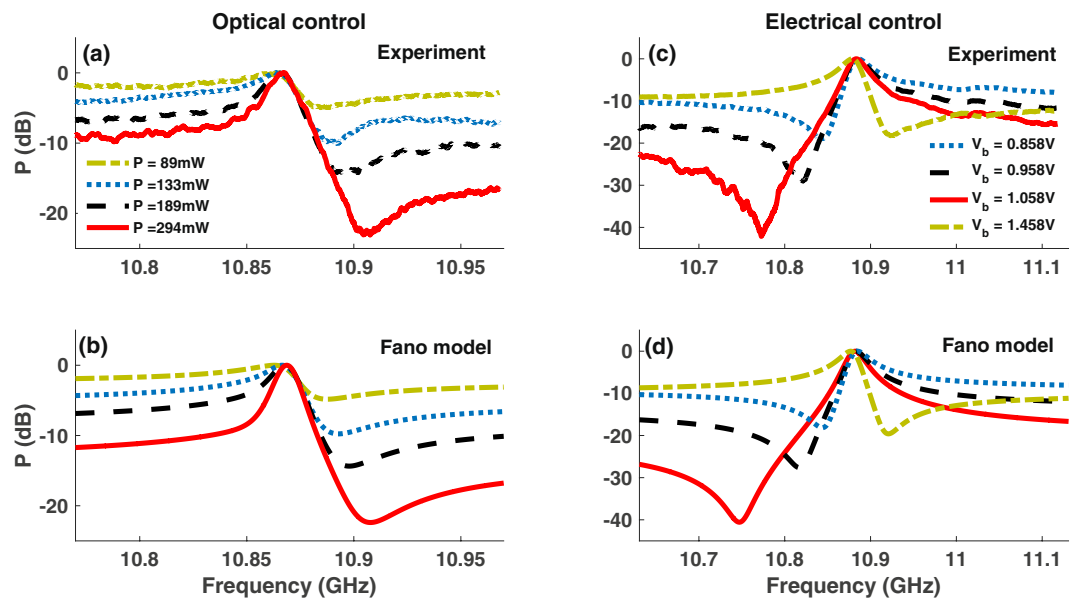 Optical control
Electrical control
(a)
Experiment
(c)
Experiment
P (dB)
0
-10
-20
P = 89mW
P =133mW
P =189mW
P =294mW
10.8
10.85
10.9
10.95
P (dB)
0
-10
-20
-30
-40
V_b = 0.858V
V_b = 0.958V
V_b = 1.058V
V_b = 1.458V
10.7
10.8
10.9
11
11.1
(b)
Fano model
(d)
Fano model
P (dB)
0
-10
-20
10.8
10.85
10.9
10.95
Frequency (GHz)
P (dB)
0
-10
-20
-30
-40
10.7
10.8
10.9
11
11.1
Frequency (GHz)